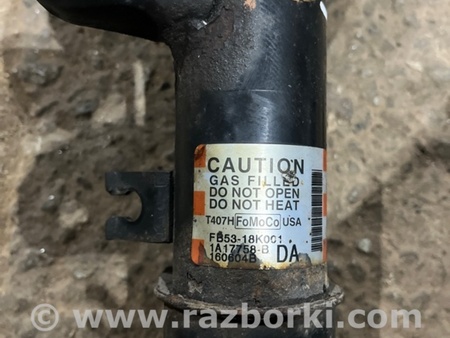 CAUTION
GAS FILLED
DO NOT OPEN
DO NOT HEAT
T407H FoMoCo USA
FB53-18K001
1A17758-B
160604B DA
www.razborki.com